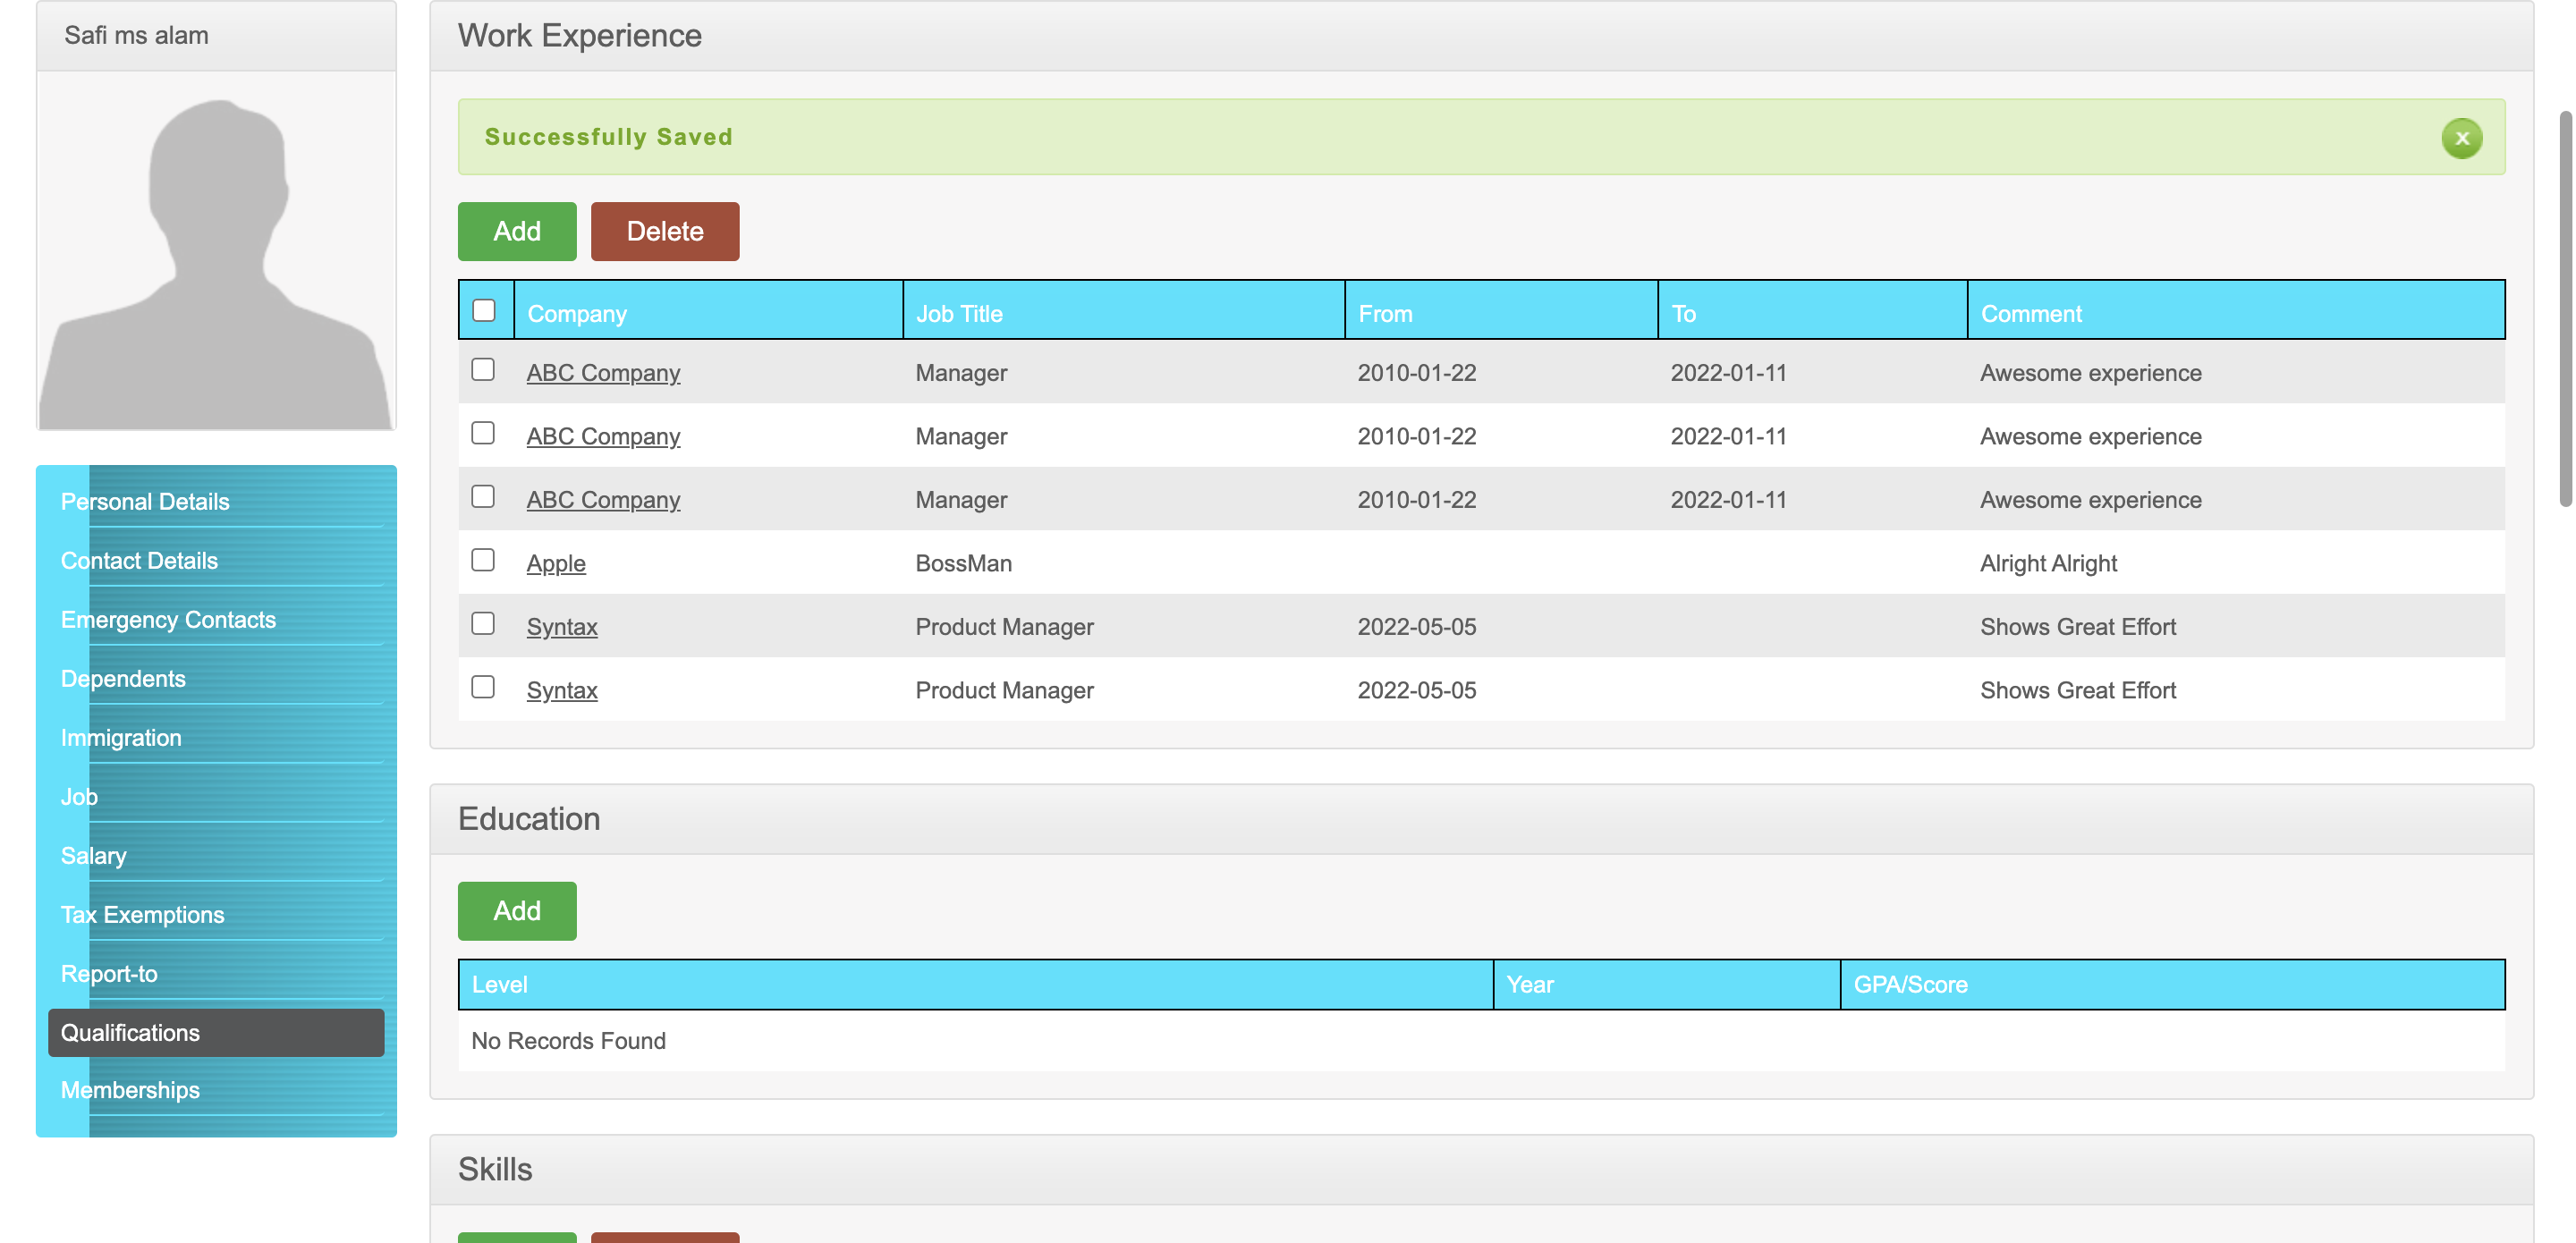 Safi ms alam
Personal Details
Contact Details
Emergency Contacts
Dependents
Immigration
Job
Salary
Tax Exemptions
Report-to
Qualifications
Memberships
Work Experience
Successfully Saved
Add Delete
Company Job Title From To Comment
ABC Company Manager 2010-01-22 2022-01-11 Awesome experience
ABC Company Manager 2010-01-22 2022-01-11 Awesome experience
ABC Company Manager 2010-01-22 2022-01-11 Awesome experience
Apple BossMan Alright Alright
Syntax Product Manager 2022-05-05 Shows Great Effort
Syntax Product Manager 2022-05-05 Shows Great Effort
Education
Add
Level Year GPA/Score
No Records Found
Skills